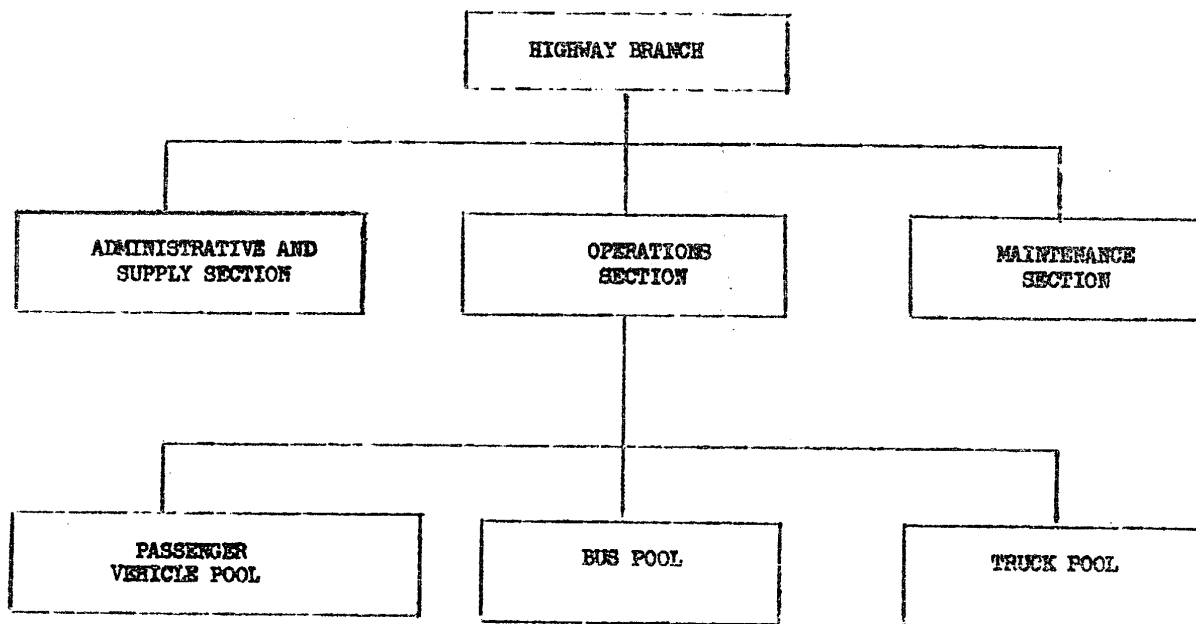 HIGHWAY BRANCH
ADMINISTRATIVE AND
SUPPLY SECTION
OPERATIONS
SECTION
MAINTENANCE
SECTION
PASSENGER
VEHICLE POOL
BUS POOL
TRUCK POOL